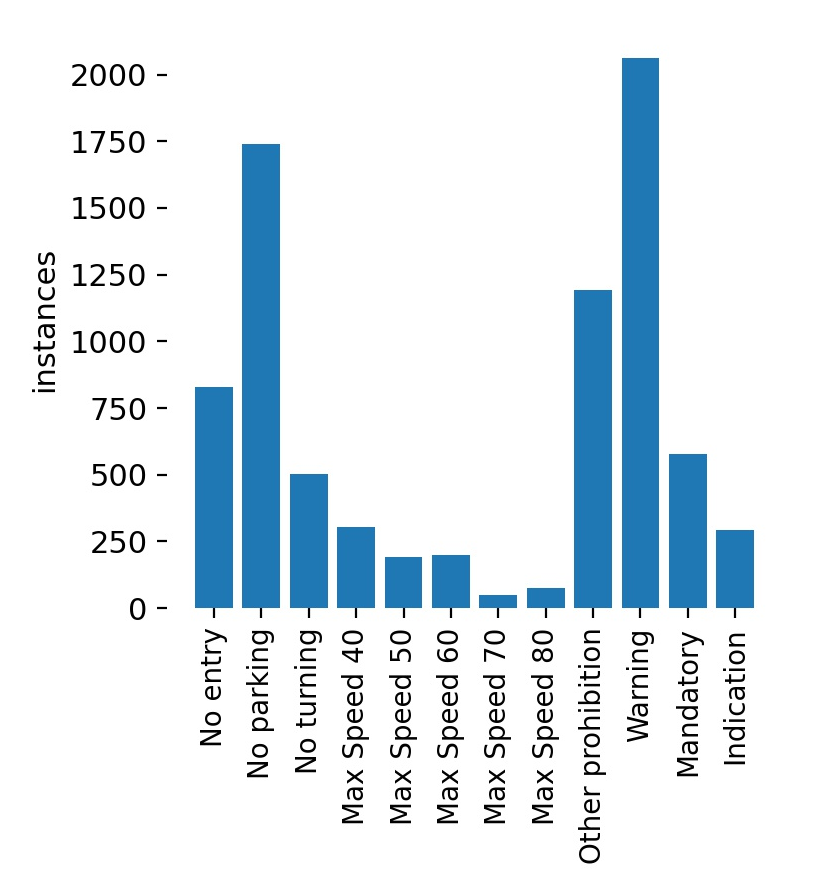 2000
1750
1500
1250
1000
750
500
250
0
instances
No entry
No parking
No turning
Max Speed 40
Max Speed 50
Max Speed 60
Max Speed 70
Max Speed 80
Other prohibition
Warning
Mandatory
Indication